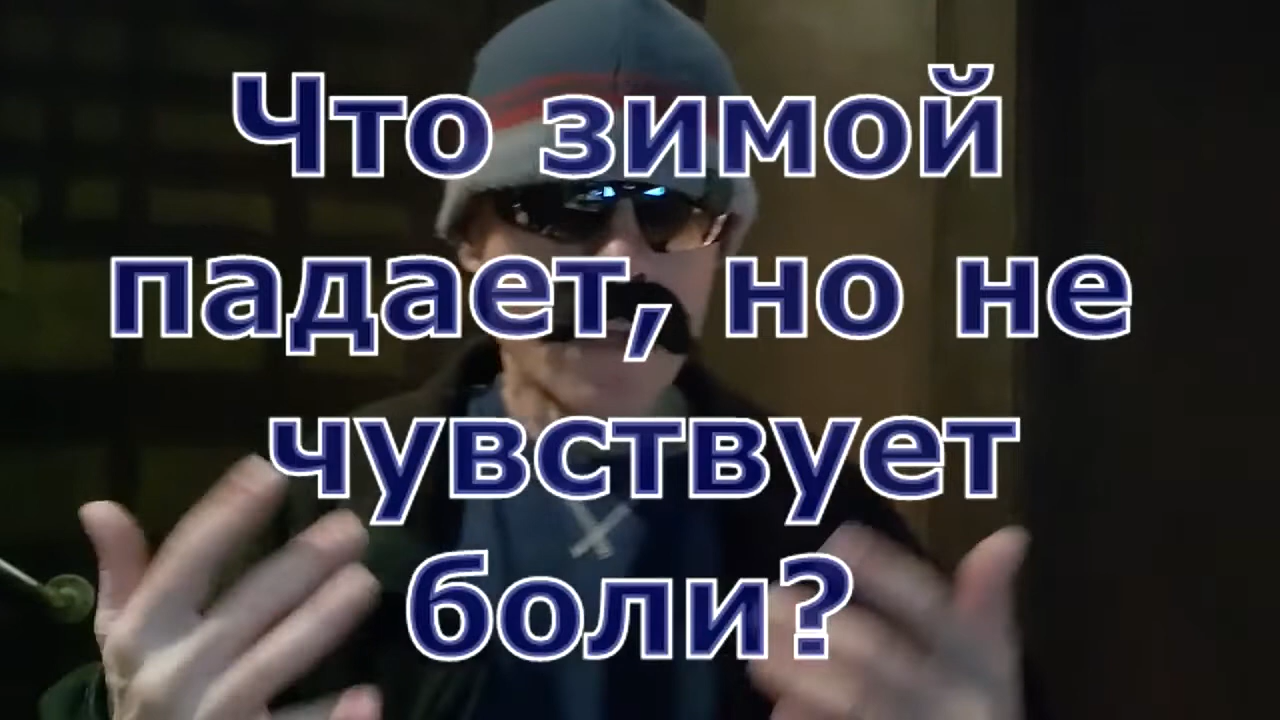 Что зимой
падает, но не
чувствует
боли?